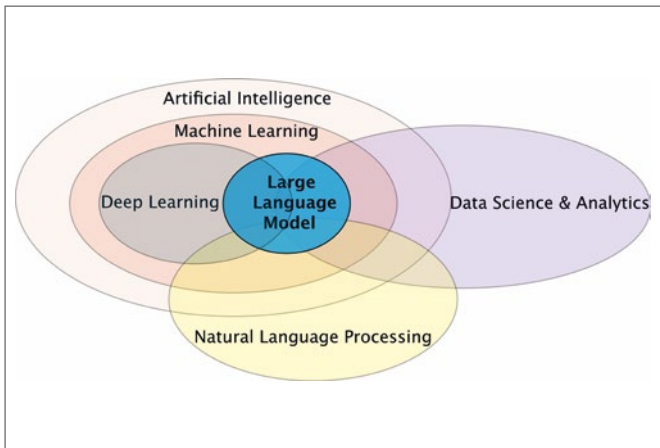 Artificial Intelligence
Machine Learning
Deep Learning
Large
Language
Model
Data Science & Analytics
Natural Language Processing